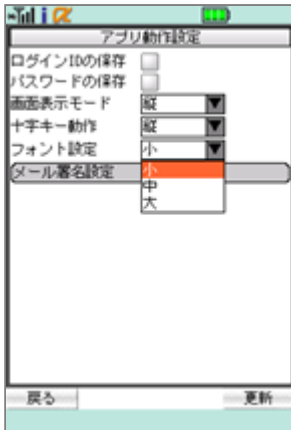 アプリ動作設定
ログインIDの保存
パスワードの保存
画面表示モード 縦
十字キー動作 縦
フォント設定 小
メール署名設定 小
中
大
戻る 更新